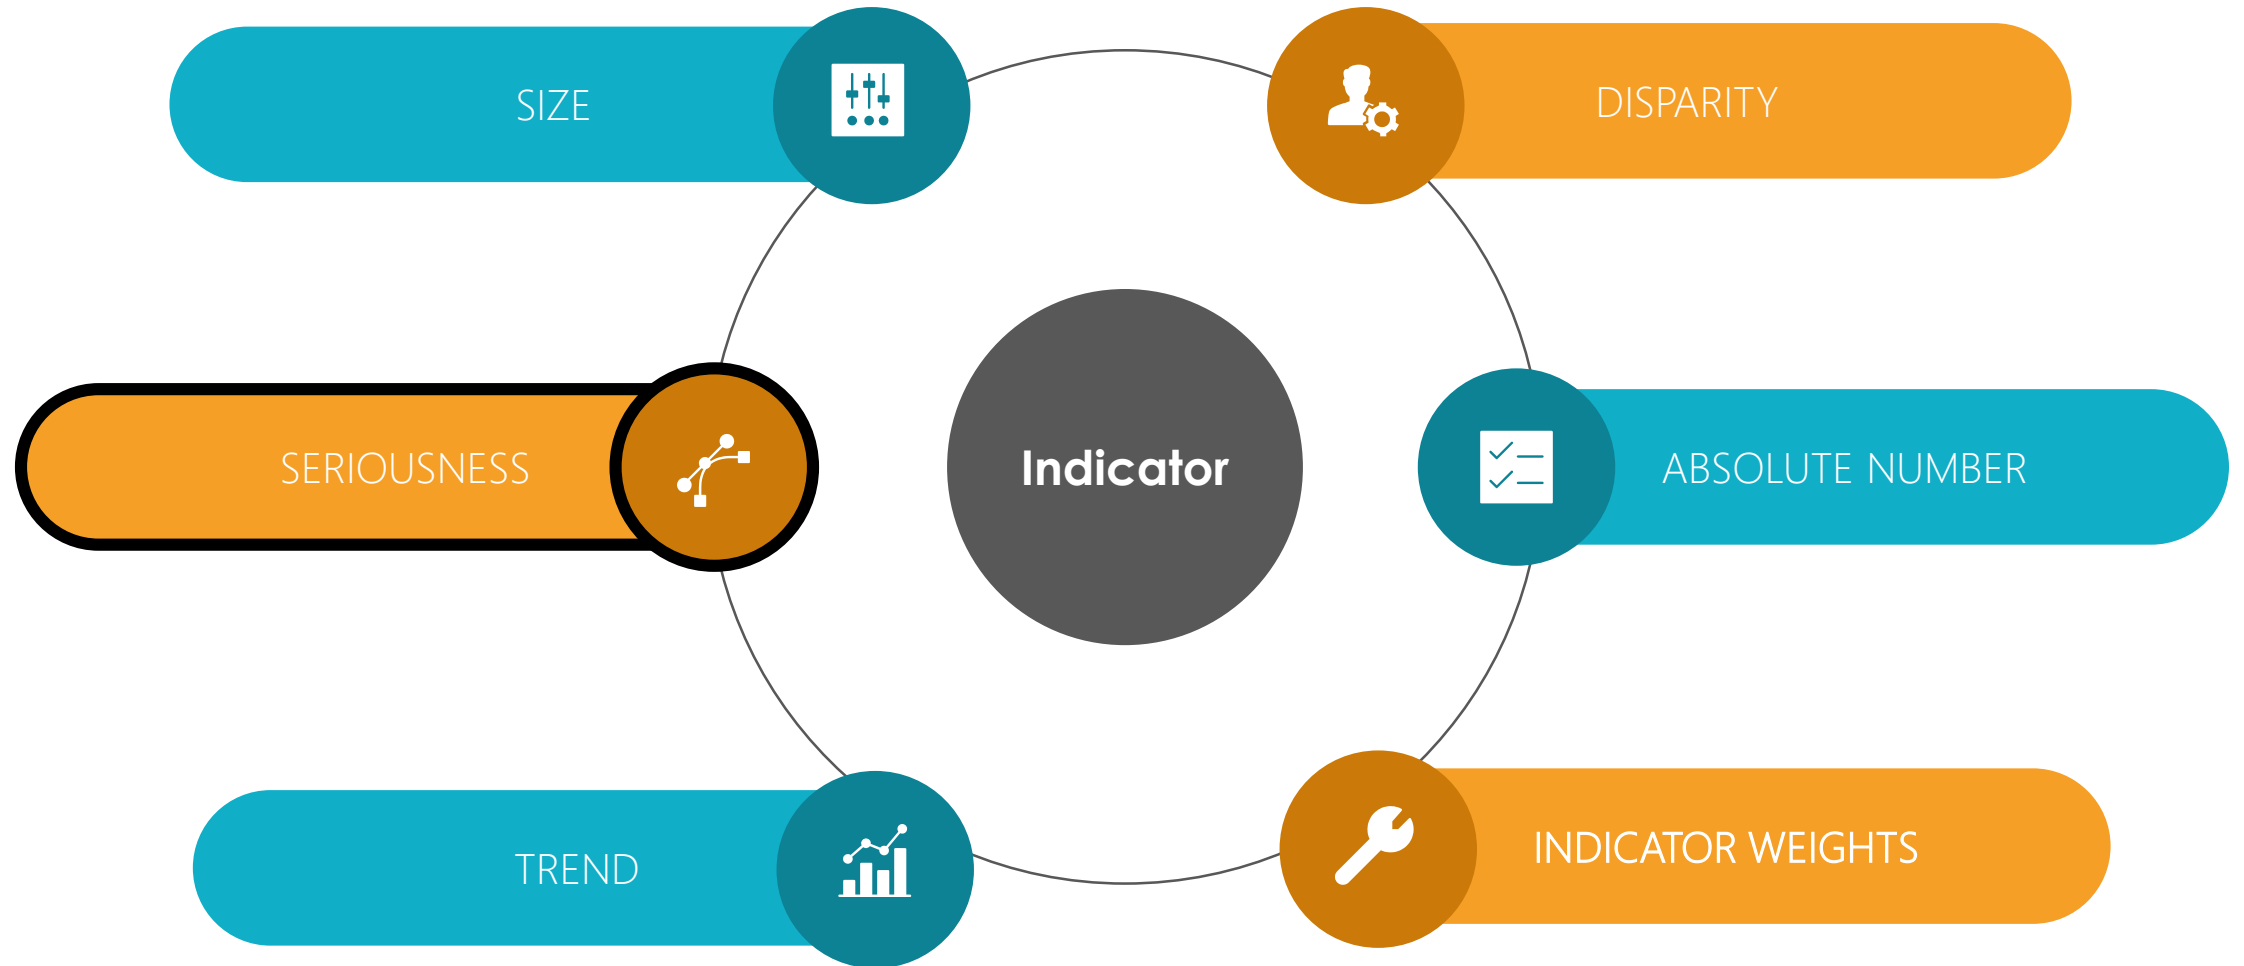 SIZE
DISPARITY
SERIOUSNESS
Indicator
ABSOLUTE NUMBER
TREND
INDICATOR WEIGHTS